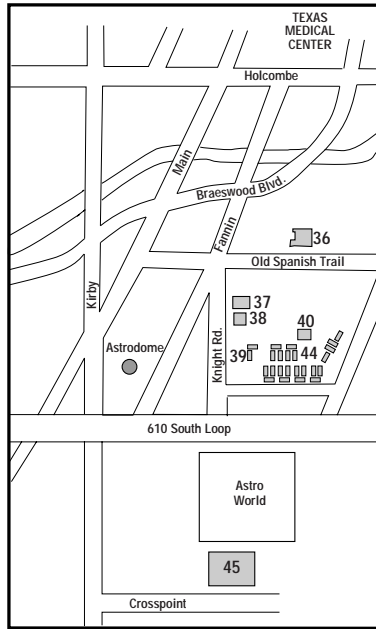 TEXAS
MEDICAL
CENTER
Holcombe
Main
Braeswood Blvd.
Fannin
36
Old Spanish Trail
Kirby
37
38
40
Astrodome
Knight Rd.
39
44
610 South Loop
Astro
World
45
Crosspoint